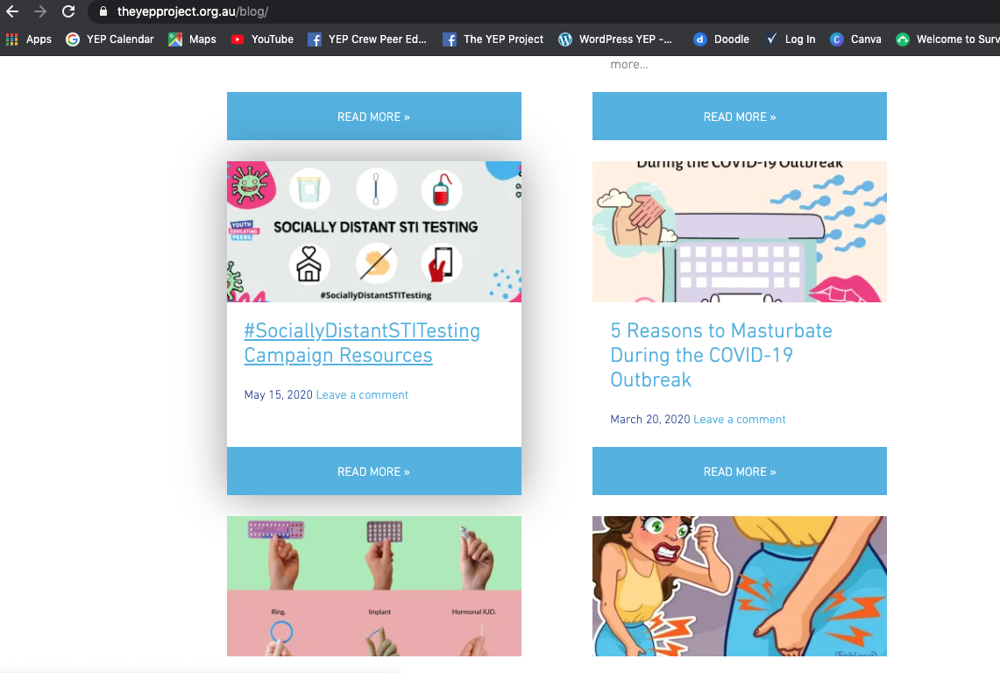 theyepproject.org.au/blog/
Apps YEP Calendar Maps YouTube YEP Crew Peer Ed... The YEP Project WordPress YEP -... Doodle Log In Canva Welcome to Surv
more...
READ MORE »
READ MORE »
YOUTH
EDUCATING
PEERS
SOCIALLY DISTANT STI TESTING
#SociallyDistantSTITesting
#SociallyDistantSTITesting
Campaign Resources
May 15, 2020 Leave a comment
READ MORE »
During the COVID-19 Outbreak
5 Reasons to Masturbate
During the COVID-19
Outbreak
March 20, 2020 Leave a comment
READ MORE »
Ring. Implant Hormonal IUD.